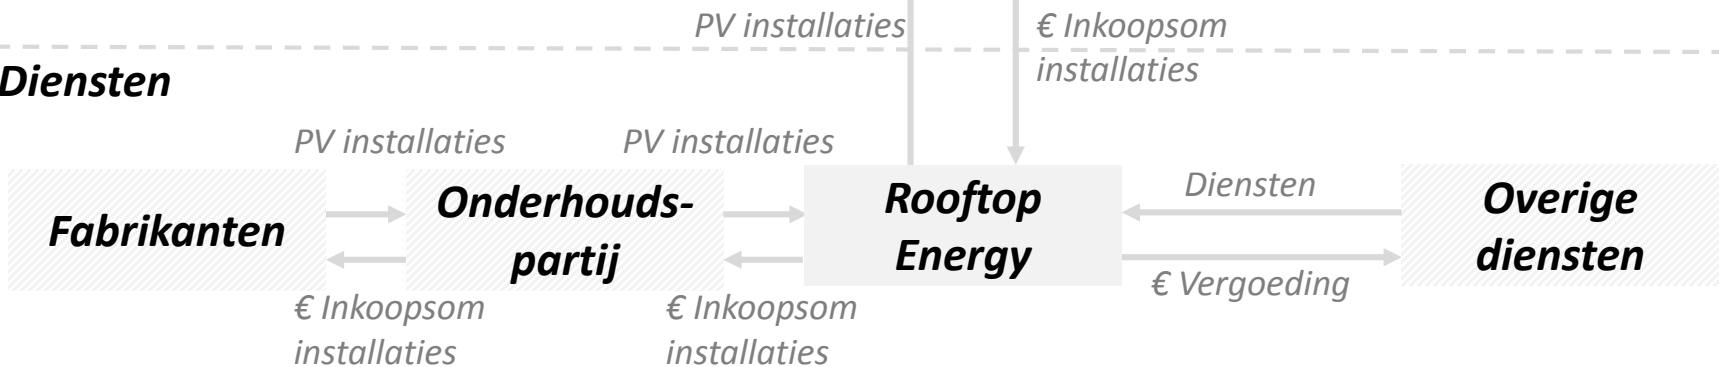 PV installaties
€ Inkoopsom
installaties
Diensten
PV installaties
PV installaties
Fabrikanten
Onderhouds-
partij
Rooftop
Energy
Diensten
€ Vergoeding
Overige
diensten
€ Inkoopsom
installaties
€ Inkoopsom
installaties